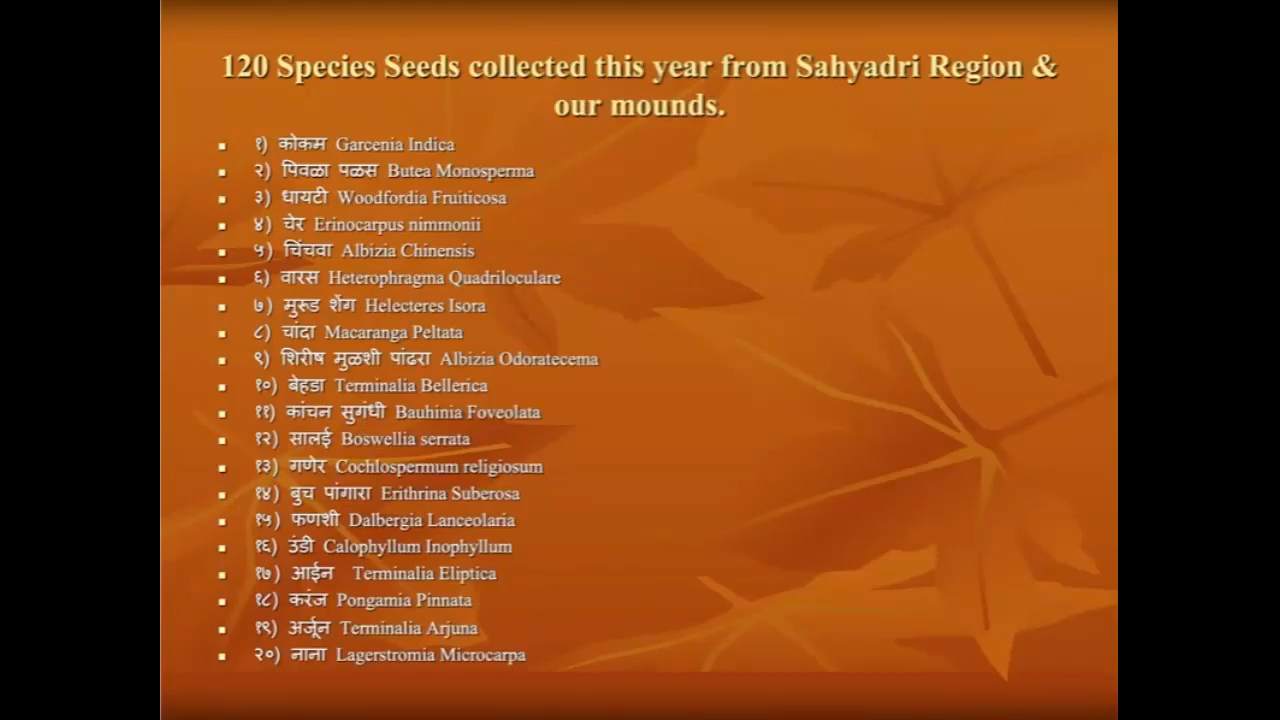 120 Species Seeds collected this year from Sahyadri Region &
our mounds.
१) कोकम Garcenia Indica
२) पिवळा पळस Butea Monosperma
३) धायटी Woodfordia Fruiticosa
४) चेर Erinocarpus nimmonii
५) चिंचवा Albizia Chinensis
६) वारस Heterophragma Quadriloculare
७) मुरूड शेंग Helecteres Isora
८) चांदा Macaranga Peltata
९) शिरीष मुळशी पांढरा Albizia Odoratecema
१०) बेहडा Terminalia Bellerica
११) कांचन सुगंधी Bauhinia Foveolata
१२) सालई Boswellia serrata
१३) गणेर Cochlospermum religiosum
१४) बुच पांगारा Erithrina Suberosa
१५) फणशी Dalbergia Lanceolaria
१६) उंडी Calophyllum Inophyllum
१७) आईन Terminalia Eliptica
१८) करंज Pongamia Pinnata
१९) अर्जून Terminalia Arjuna
२०) नाना Lagerstromia Microcarpa